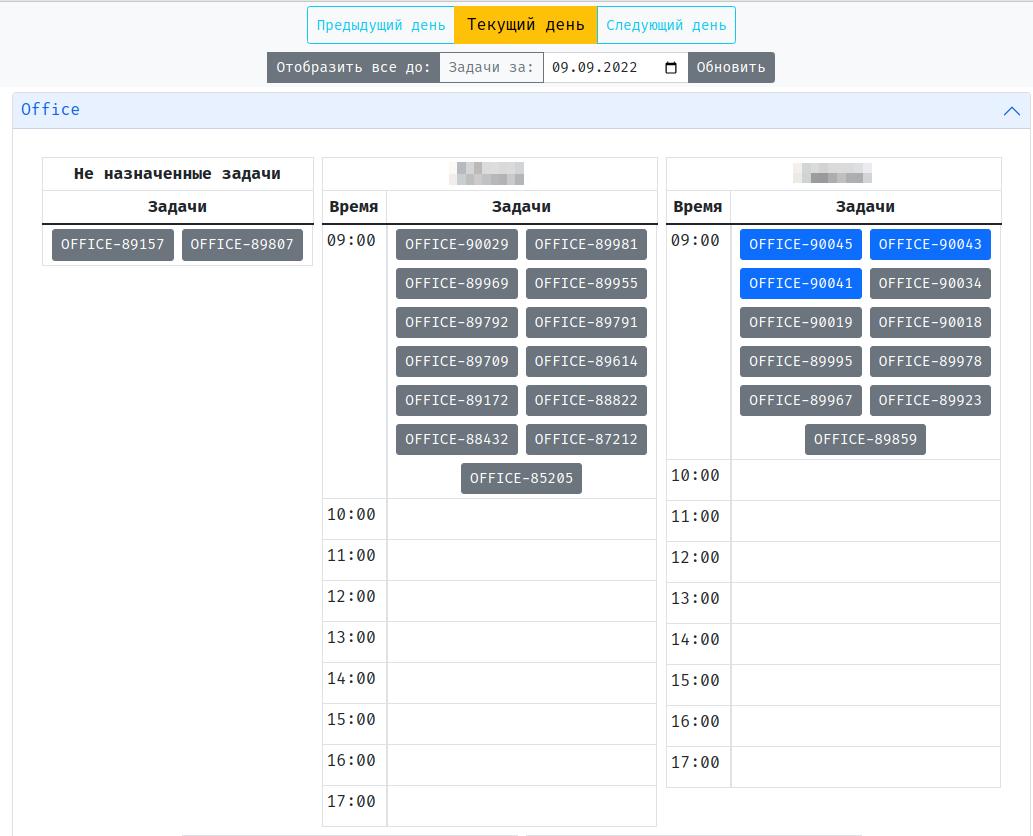 Предыдущий день Текущий день Следующий день
Отобразить все до: Задачи за: 09.09.2022 Обновить
Office
Не назначенные задачи
Задачи
OFFICE-89157 OFFICE-89807
Время Задачи
09:00
OFFICE-90029 OFFICE-89981
OFFICE-89969 OFFICE-89955
OFFICE-89792 OFFICE-89791
OFFICE-89709 OFFICE-89614
OFFICE-89172 OFFICE-88822
OFFICE-88432 OFFICE-87212
OFFICE-85205
10:00
11:00
12:00
13:00
14:00
15:00
16:00
17:00
Время Задачи
09:00
OFFICE-90045 OFFICE-90043
OFFICE-90041 OFFICE-90034
OFFICE-90019 OFFICE-90018
OFFICE-89995 OFFICE-89978
OFFICE-89967 OFFICE-89923
OFFICE-89859
10:00
11:00
12:00
13:00
14:00
15:00
16:00
17:00